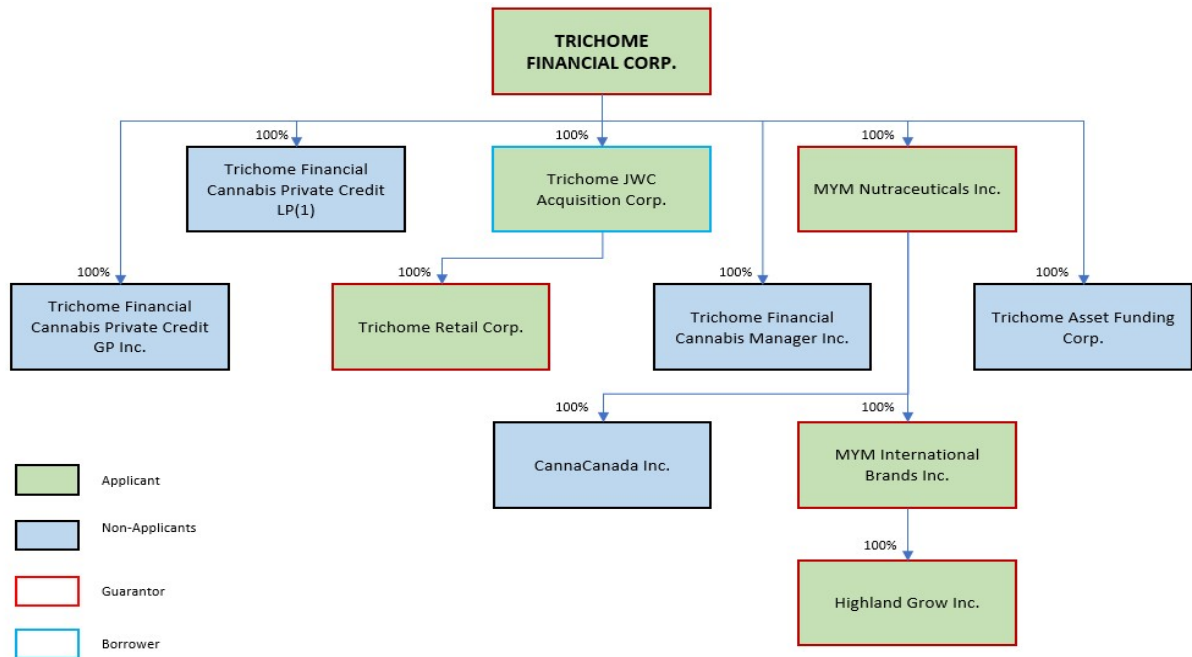 TRICHOME
FINANCIAL CORP.
100%
100%
100%
100%
Trichome Financial
Cannabis Private Credit
LP(1)
Trichome JWC
Acquisition Corp.
MYM Nutraceuticals Inc.
100%
100%
100%
100%
Trichome Financial
Cannabis Private Credit
GP Inc.
Trichome Retail Corp.
Trichome Financial
Cannabis Manager Inc.
Trichome Asset Funding
Corp.
100%
100%
CannaCanada Inc.
MYM International
Brands Inc.
100%
Highland Grow Inc.
Applicant
Non-Applicants
Guarantor
Borrower